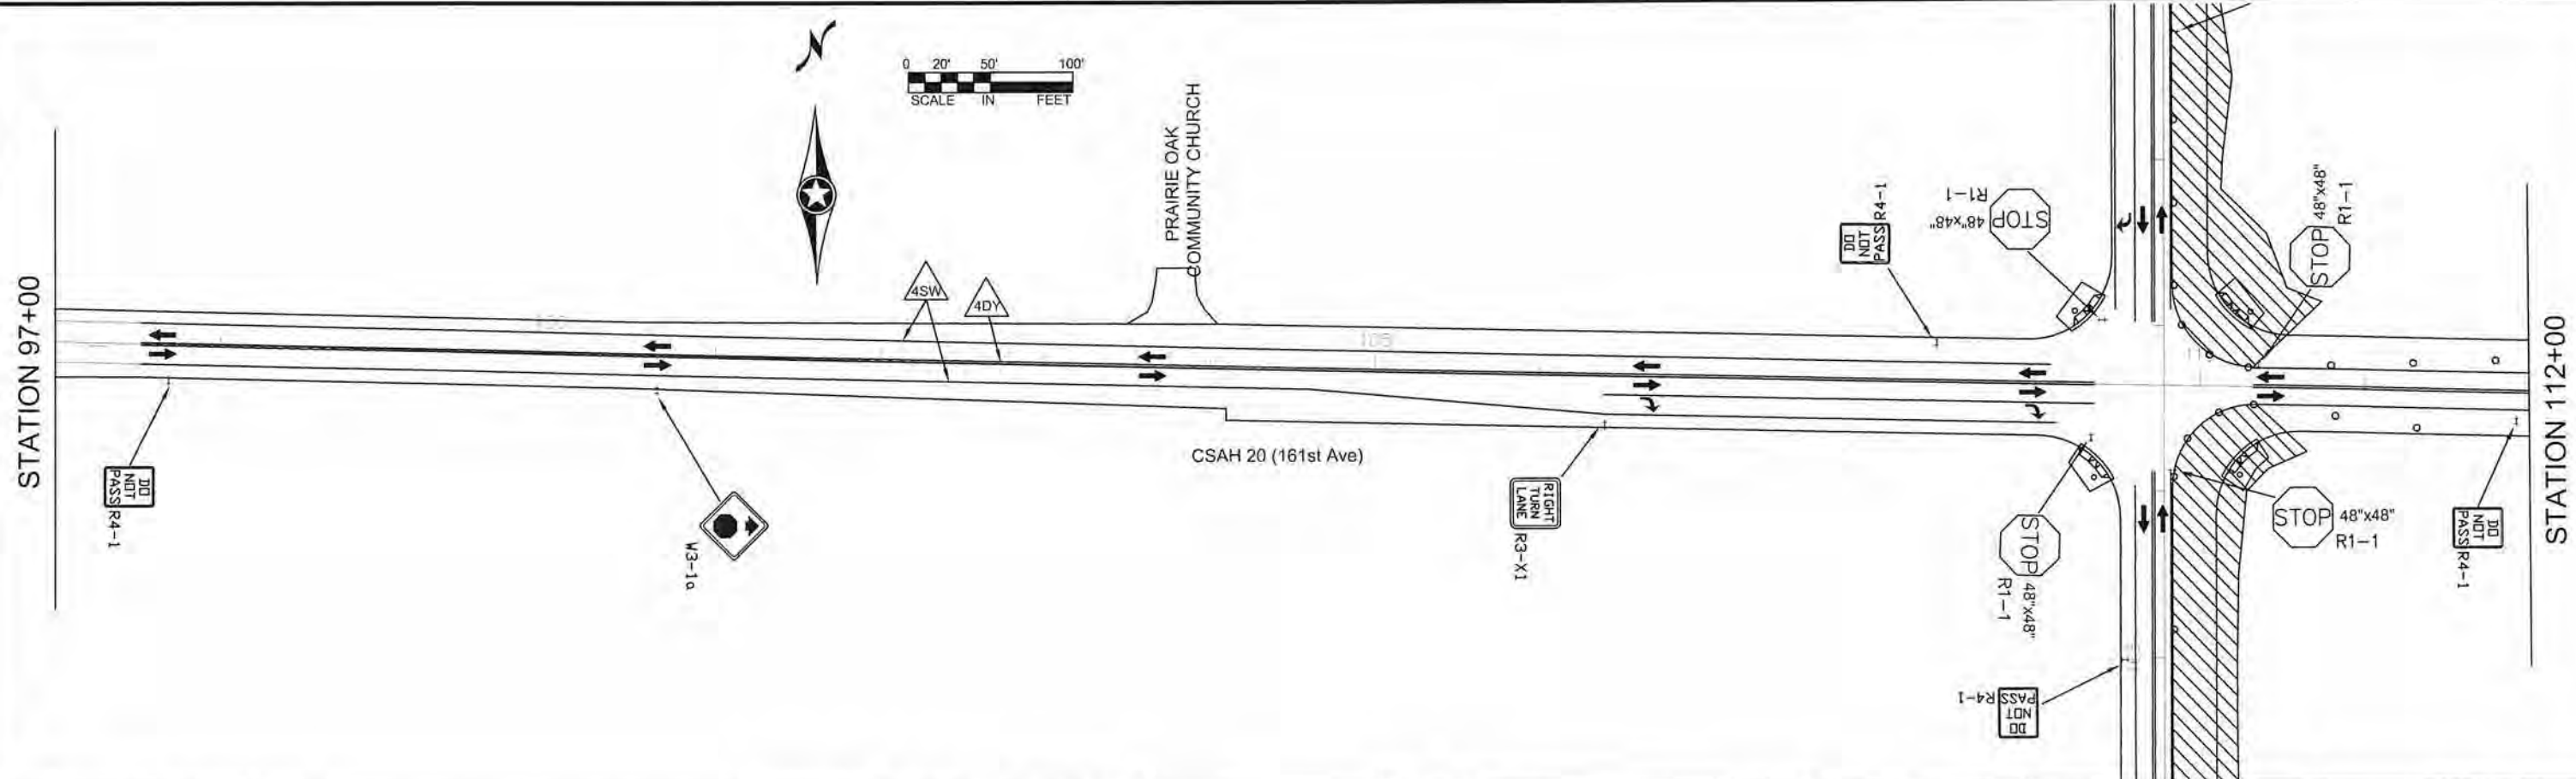 STATION 97+00
N
0 20' 50' 100'
SCALE IN FEET
PRAIRIE OAK
COMMUNITY CHURCH
4SW
4DY
105
CSAH 20 (161st Ave)
DO
NOT
PASS
R4-1
W3-1a
RIGHT
TURN
LANE
R3-X1
DO
NOT
PASS
R4-1
STOP
48"x48"
R1-1
STOP
48"x48"
R1-1
STOP
48"x48"
R1-1
STOP
48"x48"
R1-1
DO
NOT
PASS
R4-1
DO
NOT
PASS
R14-1
STATION 112+00